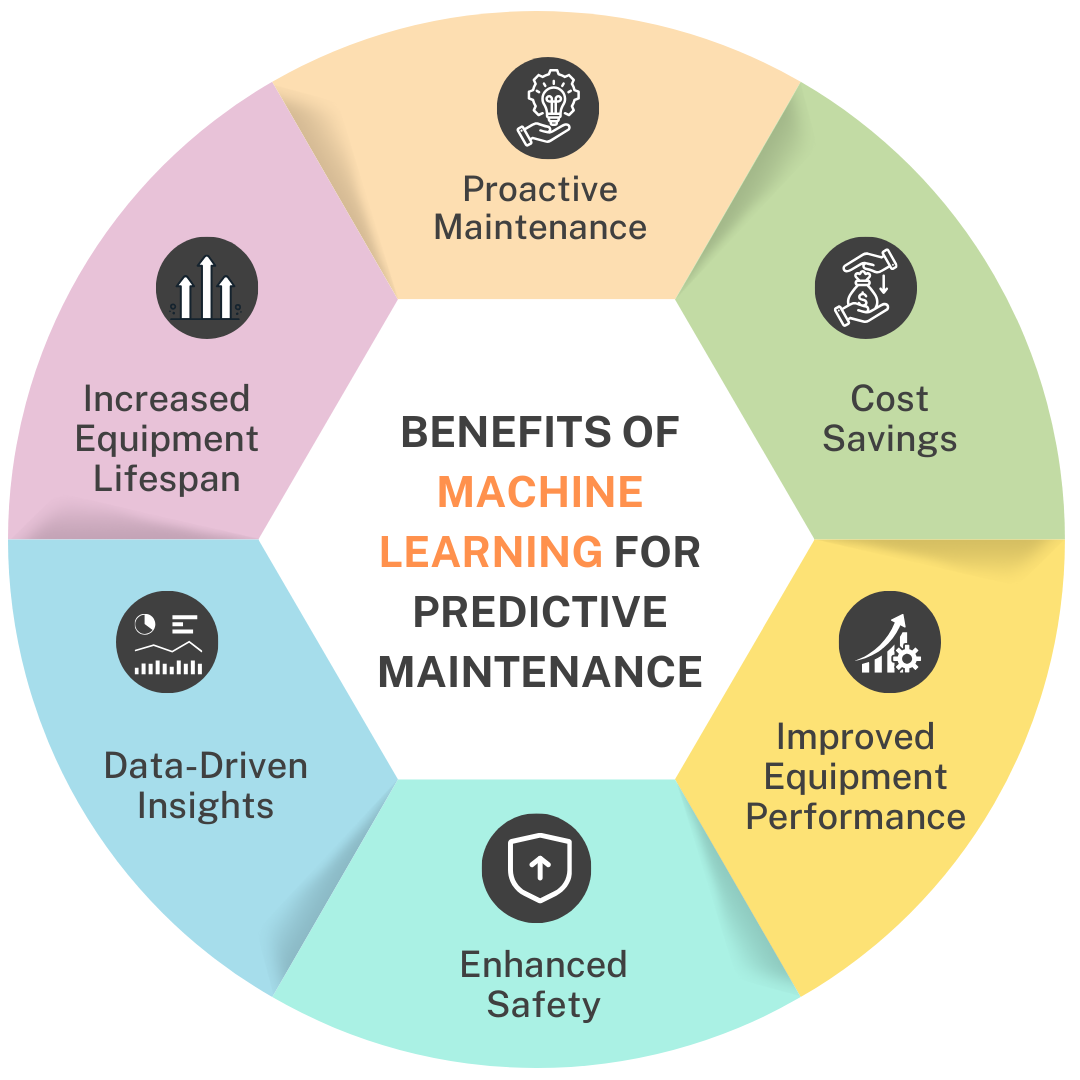 Proactive
Maintenance
Cost
Savings
Improved
Equipment
Performance
Enhanced
Safety
Data-Driven
Insights
Increased
Equipment
Lifespan
BENEFITS OF
MACHINE
LEARNING FOR
PREDICTIVE
MAINTENANCE